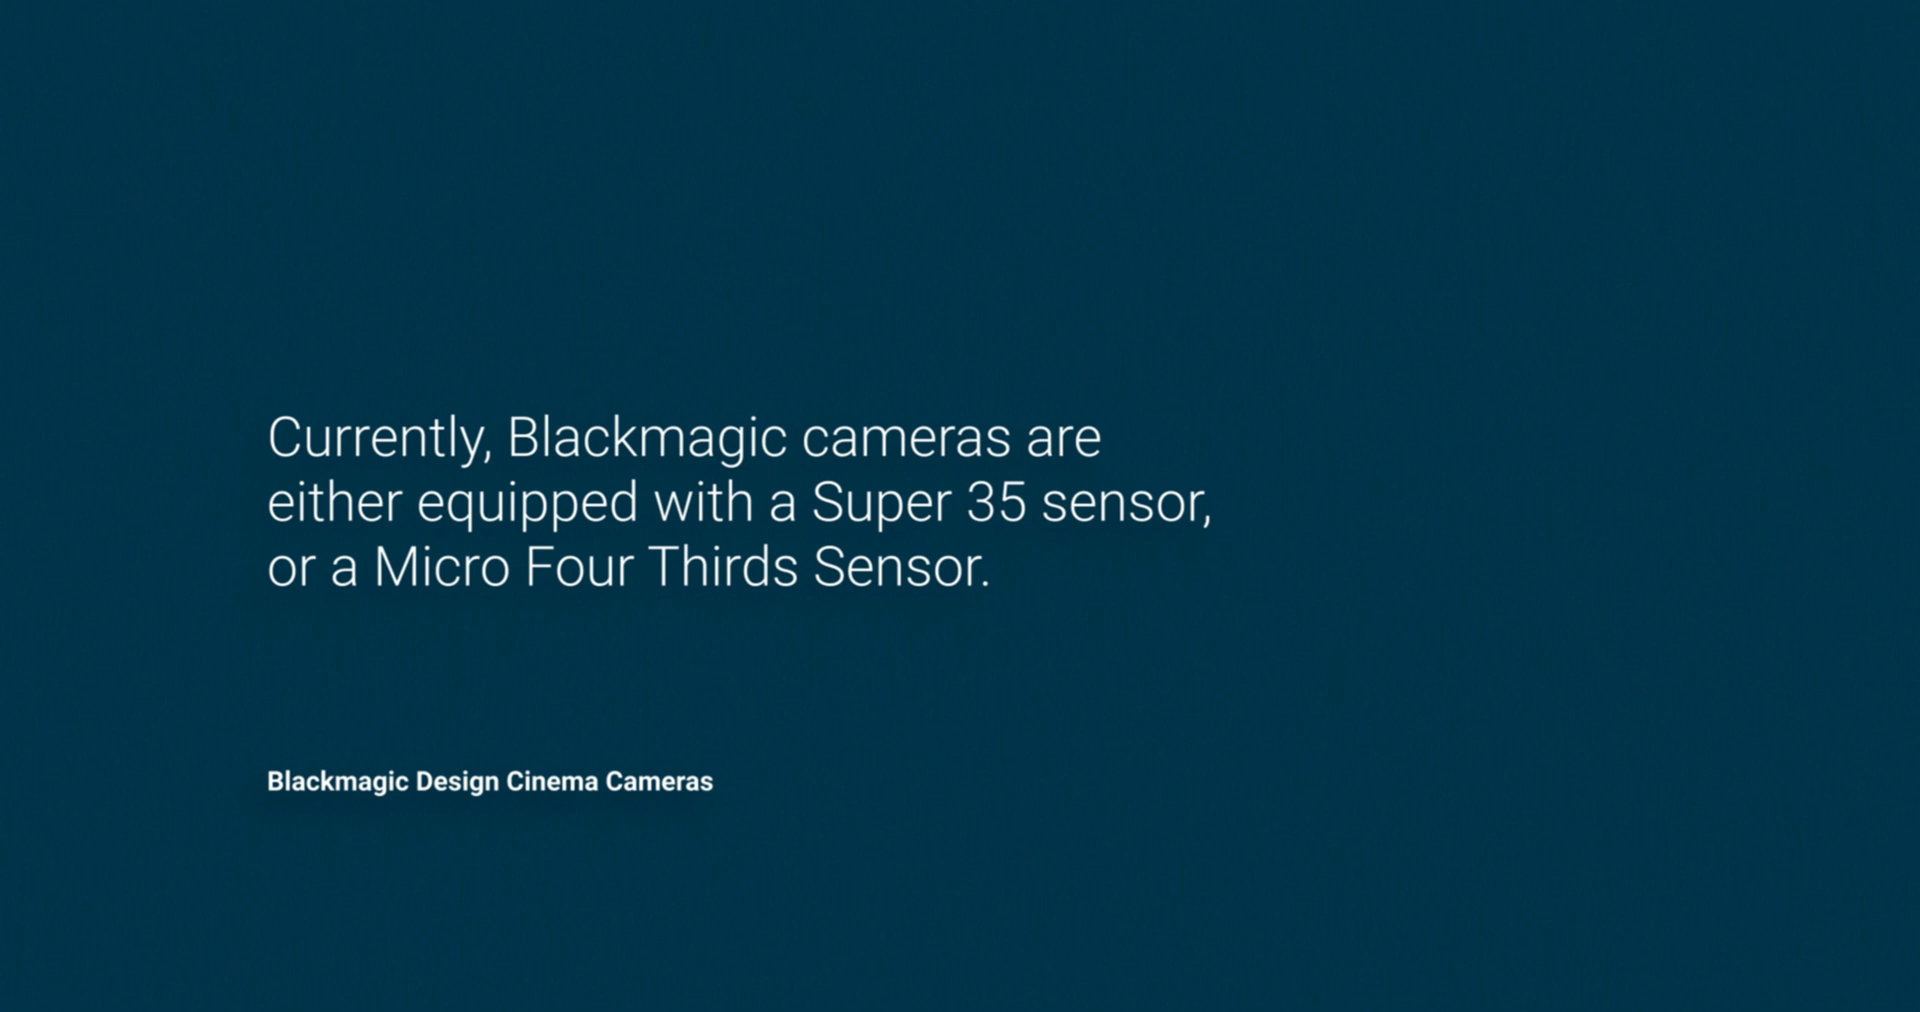 Currently, Blackmagic cameras are
either equipped with a Super 35 sensor,
or a Micro Four Thirds Sensor.
Blackmagic Design Cinema Cameras